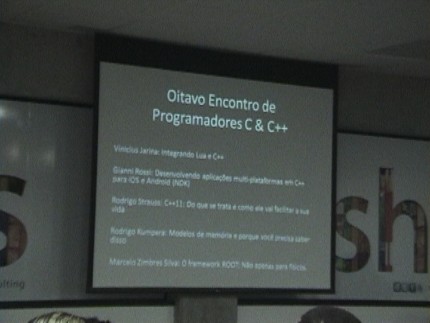 Oitavo Encontro de
Programadores C & C++
Vinicius Jarina: Integrando Lua e C++
Gianni Rossi: Desenvolvendo aplicações multi-plataformas em C++
para iOS e Android (NDK)
Rodrigo Strauss: C++11: Do que se trata e como ele vai facilitar a sua
vida
Rodrigo Kumpera: Modelos de memória e porque você precisa saber
disso
Marcelo Zimbres Silva: O framework ROOT: Não apenas para físicos.
s
sh
ulting